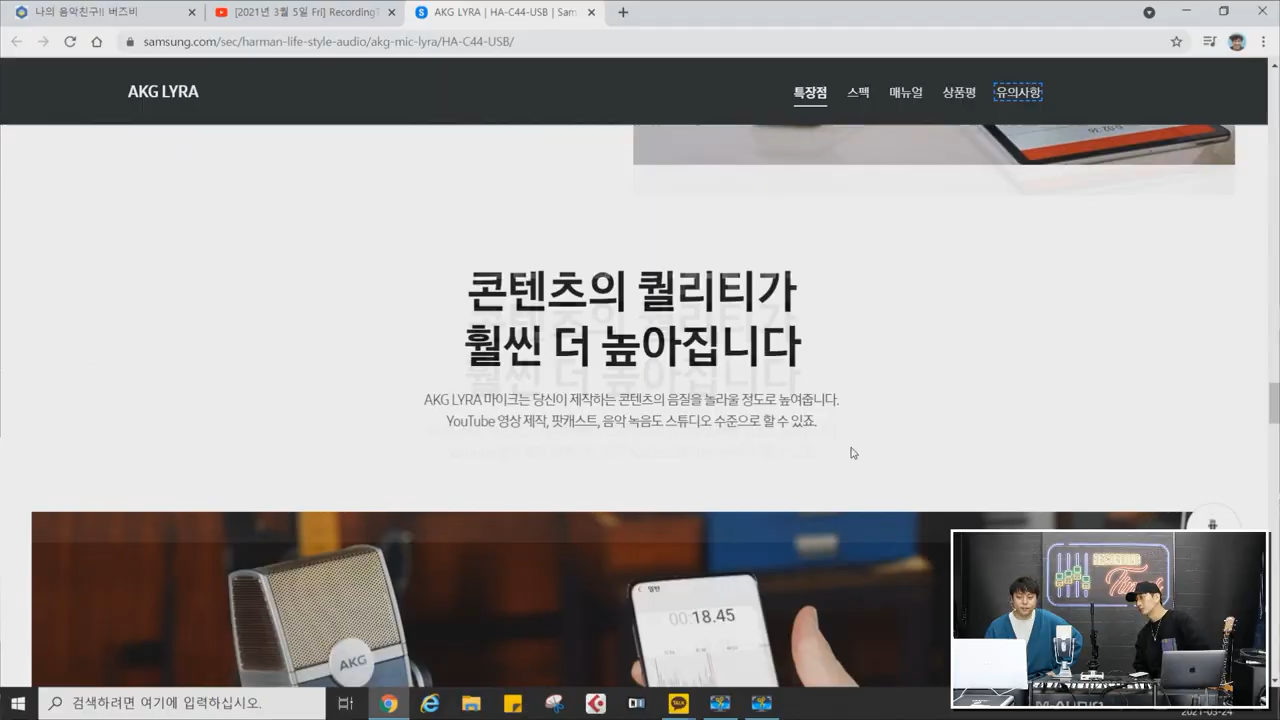 나의 음악친구!! 버즈비
[2021년 3월 5일 Fri] Recording
AKG LYRA | HA-C44-USB | Sam
samsung.com/sec/harman-life-style-audio/akg-mic-lyra/HA-C44-USB/
AKG LYRA
특장점
스펙
매뉴얼
상품평
유의사항
콘텐츠의 퀄리티가
훨씬 더 높아집니다
AKG LYRA 마이크는 당신이 제작하는 콘텐츠의 음질을 놀라울 정도로 높여줍니다.
YouTube 영상 제작, 팟캐스트, 음악 녹음도 스튜디오 수준으로 할 수 있죠.
00:18.45
AKG
Time
M-AUDIO
검색하려면 여기에 입력하십시오.
TALK
2021-03-24